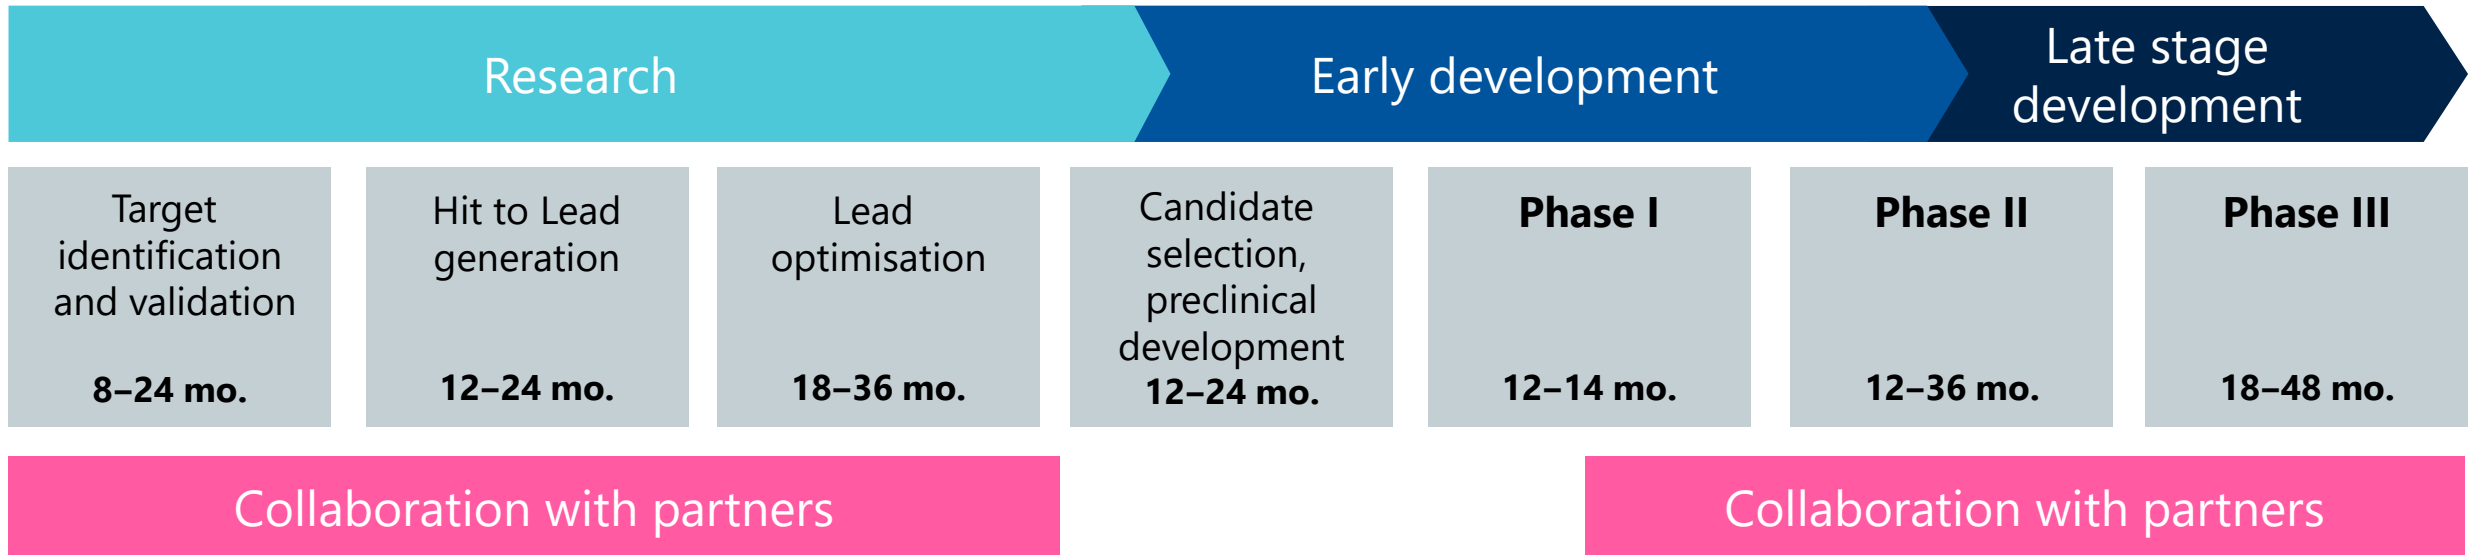 Research
Early development
Late stage
development
Target
identification
and validation
8–24 mo.
Hit to Lead
generation
12–24 mo.
Lead
optimisation
18–36 mo.
Candidate
selection,
preclinical
development
12–24 mo.
Phase I
12–14 mo.
Phase II
12–36 mo.
Phase III
18–48 mo.
Collaboration with partners
Collaboration with partners